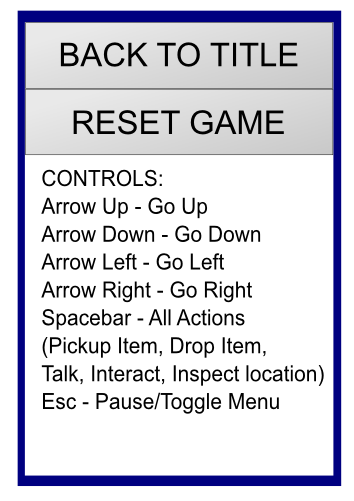 BACK TO TITLE
RESET GAME
CONTROLS:
Arrow Up - Go Up
Arrow Down - Go Down
Arrow Left - Go Left
Arrow Right - Go Right
Spacebar - All Actions
(Pickup Item, Drop Item,
Talk, Interact, Inspect location)
Esc - Pause/Toggle Menu